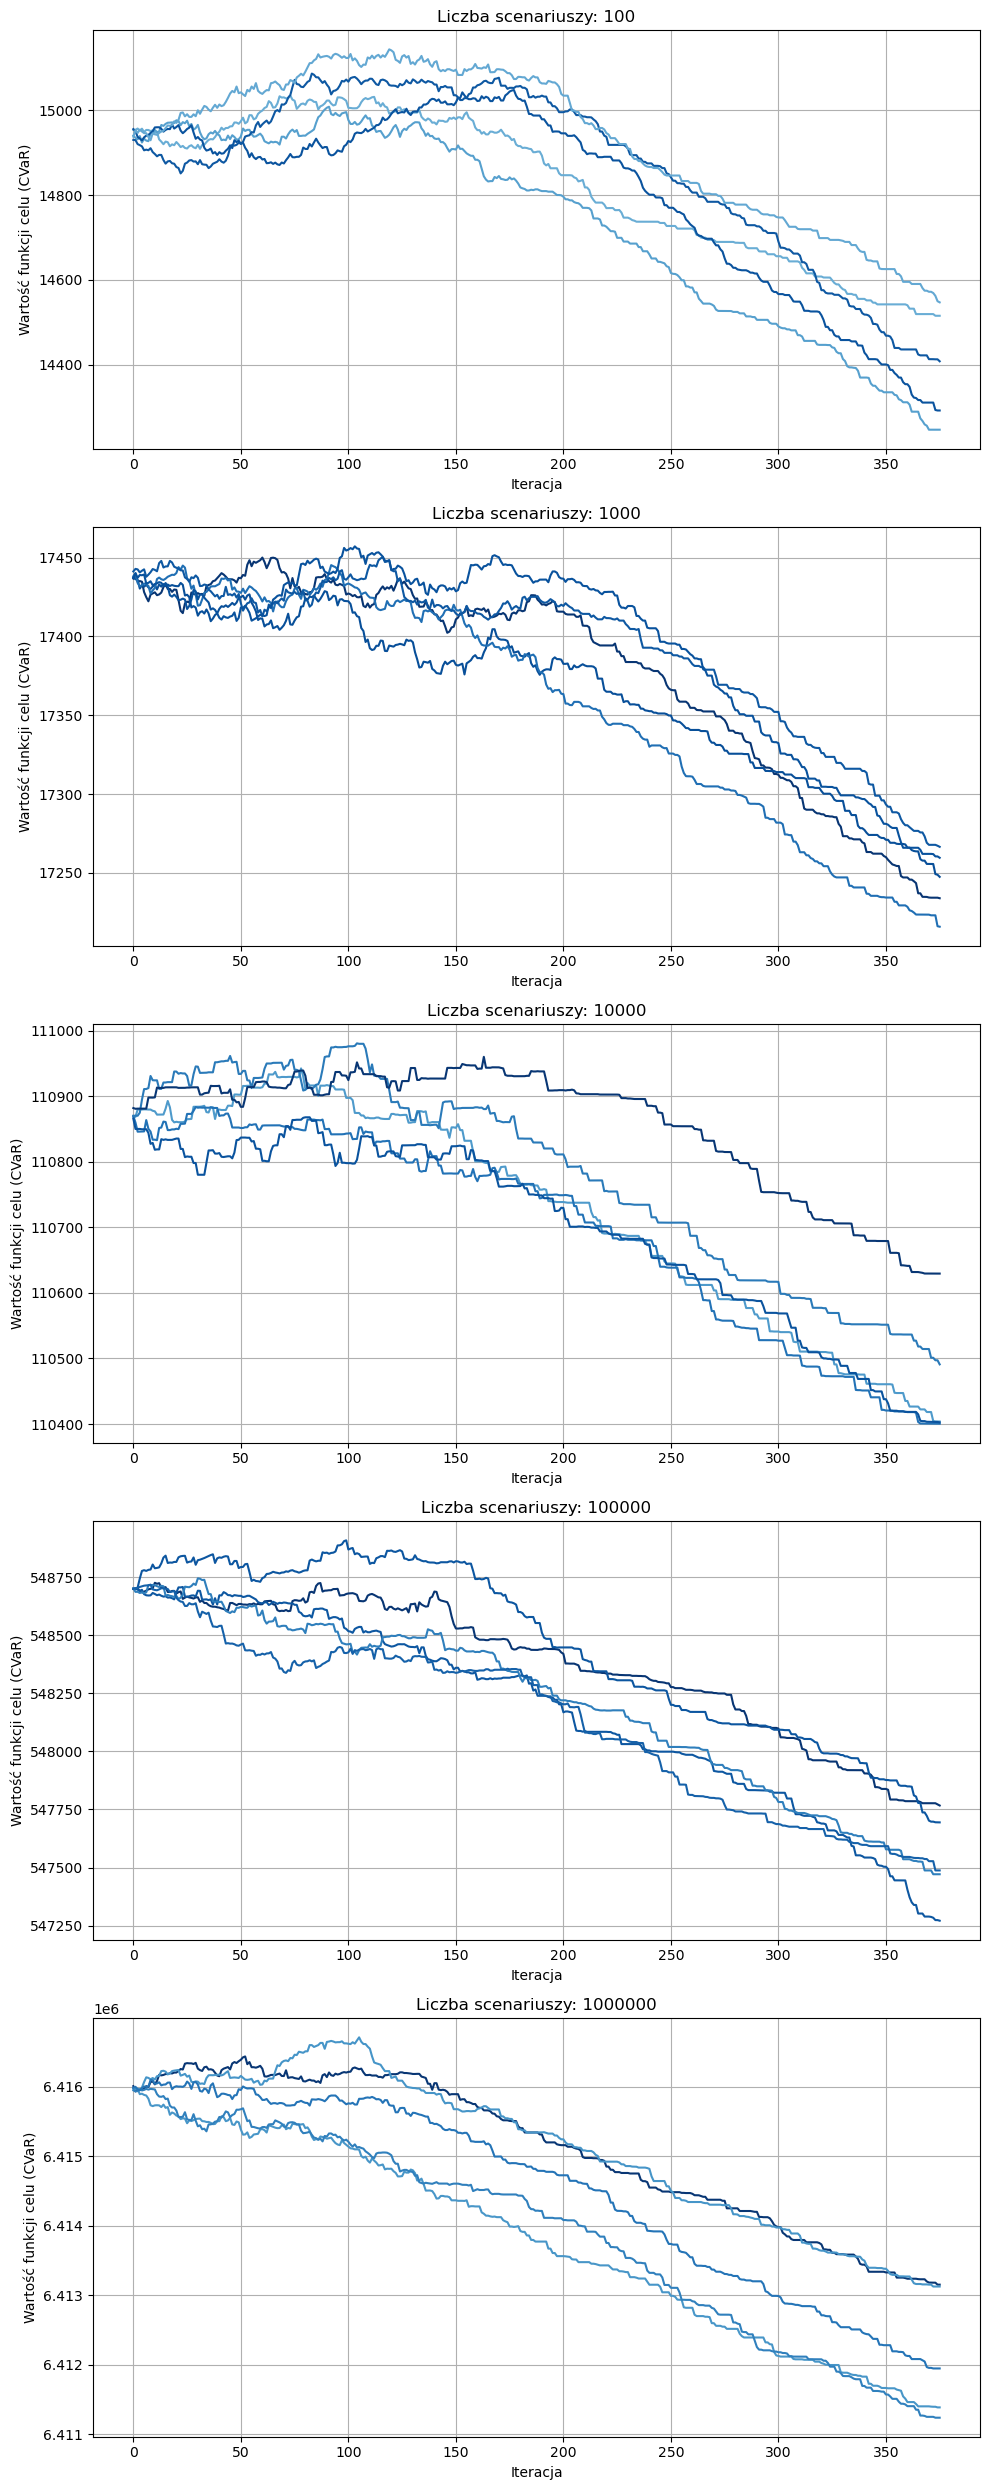 Liczba scenariuszy: 100
15000
14800
14600
14400
Wartość funkcji celu (CVaR)
0 50 100 150 200 250 300 350
Iteracja
Liczba scenariuszy: 1000
17450
17400
17350
17300
17250
Wartość funkcji celu (CVaR)
0 50 100 150 200 250 300 350
Iteracja
Liczba scenariuszy: 10000
111000
110900
110800
110700
110600
110500
110400
Wartość funkcji celu (CVaR)
0 50 100 150 200 250 300 350
Iteracja
Liczba scenariuszy: 100000
548750
548500
548250
548000
547750
547500
547250
Wartość funkcji celu (CVaR)
0 50 100 150 200 250 300 350
Iteracja
Liczba scenariuszy: 1000000
1e6
6.416
6.415
6.414
6.413
6.412
6.411
Wartość funkcji celu (CVaR)
0 50 100 150 200 250 300 350
Iteracja